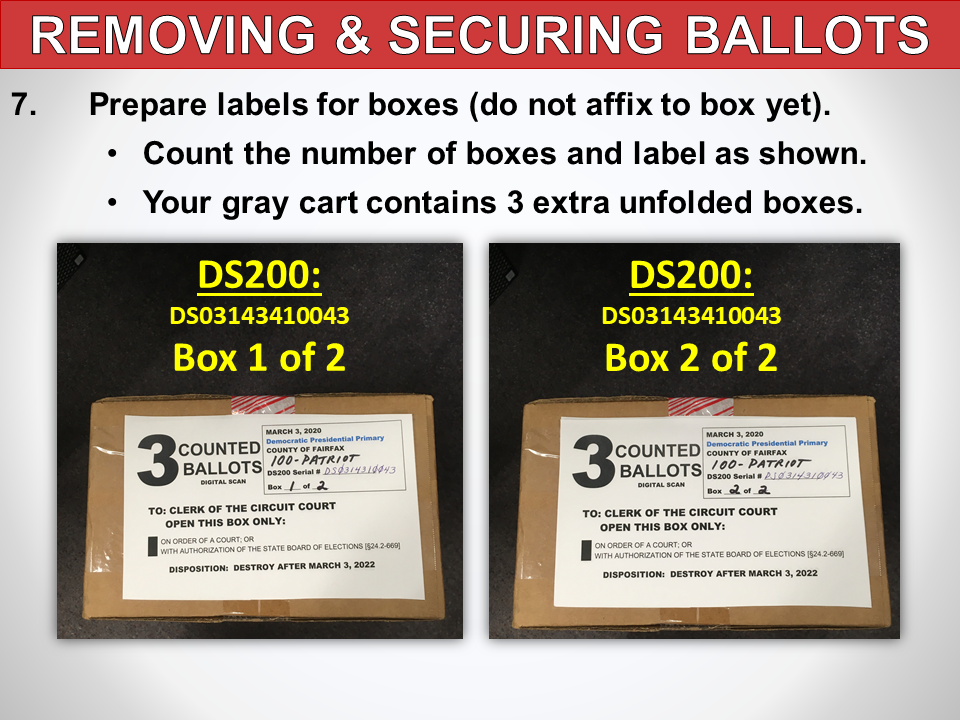 REMOVING & SECURING BALLOTS
7. Prepare labels for boxes (do not affix to box yet).
• Count the number of boxes and label as shown.
• Your gray cart contains 3 extra unfolded boxes.
DS200:
DS03143410043
Box 1 of 2
3 COUNTED
BALLOTS
DIGITAL SCAN
MARCH 3, 2020
Democratic Presidential Primary
COUNTY OF FAIRFAX
100-PATRIOT
DS200 Serial #
Box 1 of 2
TO: CLERK OF THE CIRCUIT COURT
OPEN THIS BOX ONLY:
ON ORDER OF A COURT; OR
WITH AUTHORIZATION OF THE STATE BOARD OF ELECTIONS [§24.2-669]
DISPOSITION: DESTROY AFTER MARCH 3, 2022
DS200:
DS03143410043
Box 2 of 2
3 COUNTED
BALLOTS
DIGITAL SCAN
MARCH 3, 2020
Democratic Presidential Primary
COUNTY OF FAIRFAX
100-PATRIOT
DS200 Serial #
Box 2 of 2
TO: CLERK OF THE CIRCUIT COURT
OPEN THIS BOX ONLY:
ON ORDER OF A COURT; OR
WITH AUTHORIZATION OF THE STATE BOARD OF ELECTIONS [§24.2-669]
DISPOSITION: DESTROY AFTER MARCH 3, 2022